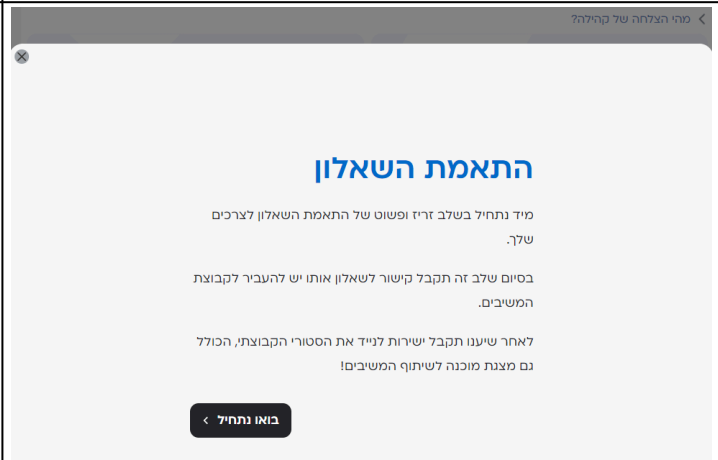 מהי הצלחה של קהילה?
התאמת השאלון
מיד נתחיל בשלב זריז ופשוט של התאמת השאלון לצרכים
שלך.
בסיום שלב זה תקבל קישור לשאלון אותו יש להעביר לקבוצת
המשיבים.
לאחר שיענו תקבל ישירות לנייד את הסטורי הקבוצתי, הכולל
גם מצגת מוכנה לשיתוף המשיבים!
בואו נתחיל